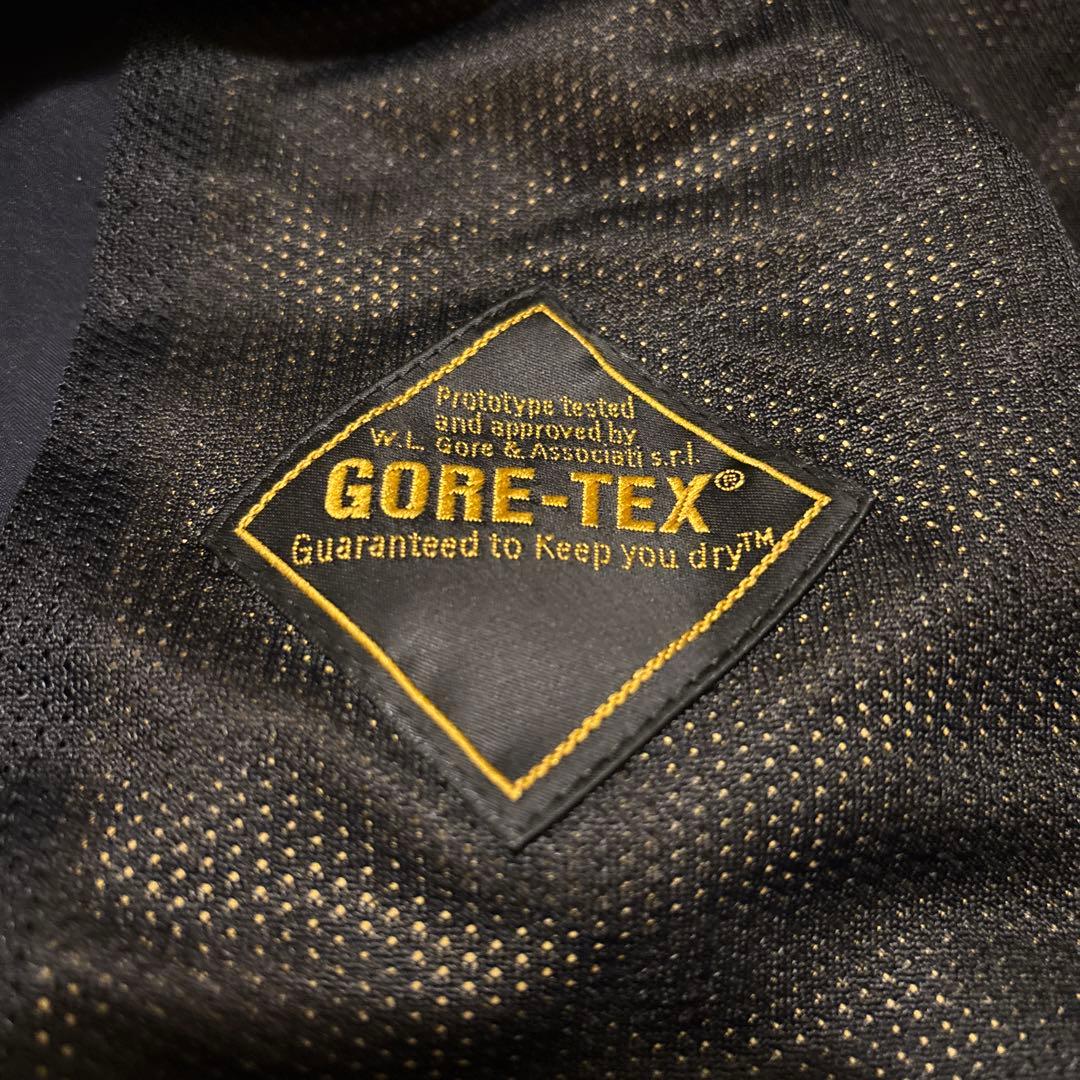 Prototype tested
and approved by
W.L. Gore & Associati s.r.l.
GORE-TEX®
Guaranteed to Keep you dry™